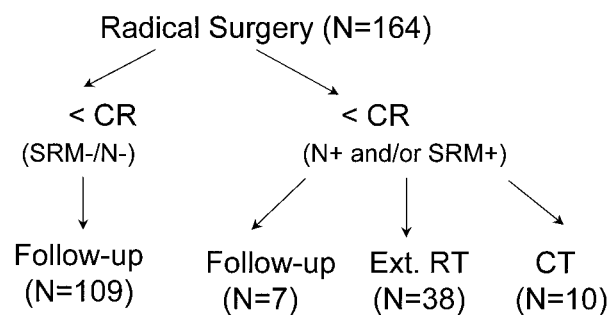 Radical Surgery (N=164)
< CR
(SRM-/N-)
< CR
(N+ and/or SRM+)
Follow-up
(N=109)
Follow-up
(N=7)
Ext. RT
(N=38)
CT
(N=10)